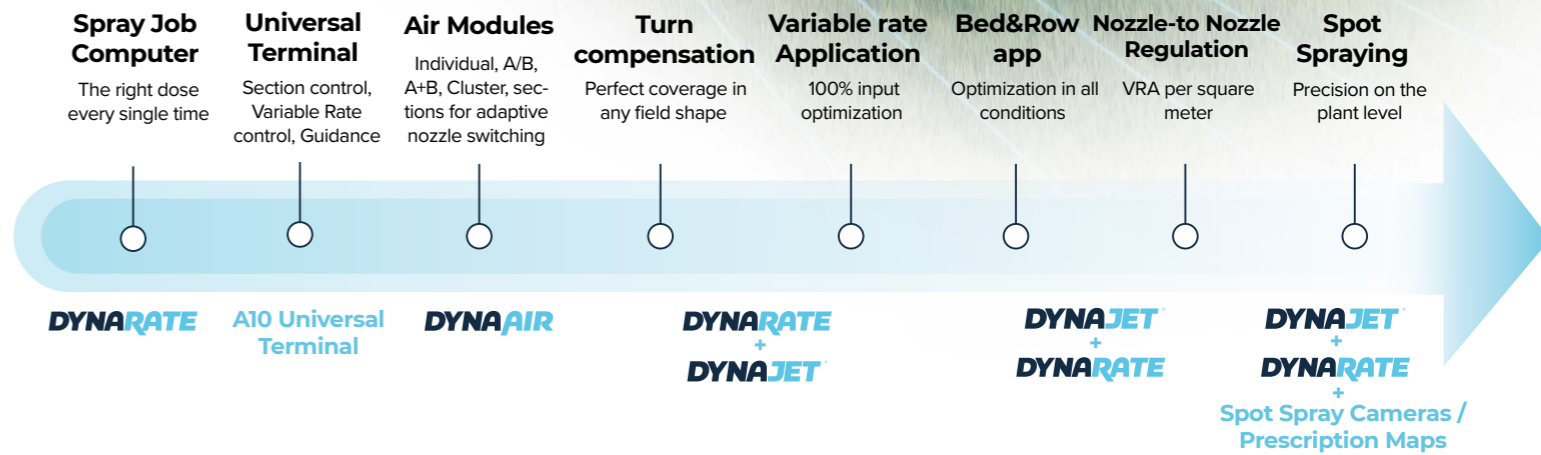 Spray Job
Computer
The right dose
every single time
Universal
Terminal
Section control,
Variable Rate
control, Guidance
Air Modules
Individual, A/B,
A+B, Cluster, sec-
tions for adaptive
nozzle switching
Turn
compensation
Perfect coverage in
any field shape
Variable rate
Application
100% input
optimization
Bed&Row
app
Optimization in all
conditions
Nozzle-to Nozzle
Regulation
VRA per square
meter
Spot
Spraying
Precision on the
plant level
DYNARATE
A10 Universal
Terminal
DYNAAIR
DYNARATE
+
DYNAJET
DYNAJET
+
DYNARATE
DYNAJET
+
DYNARATE
+
Spot Spray Cameras /
Prescription Maps